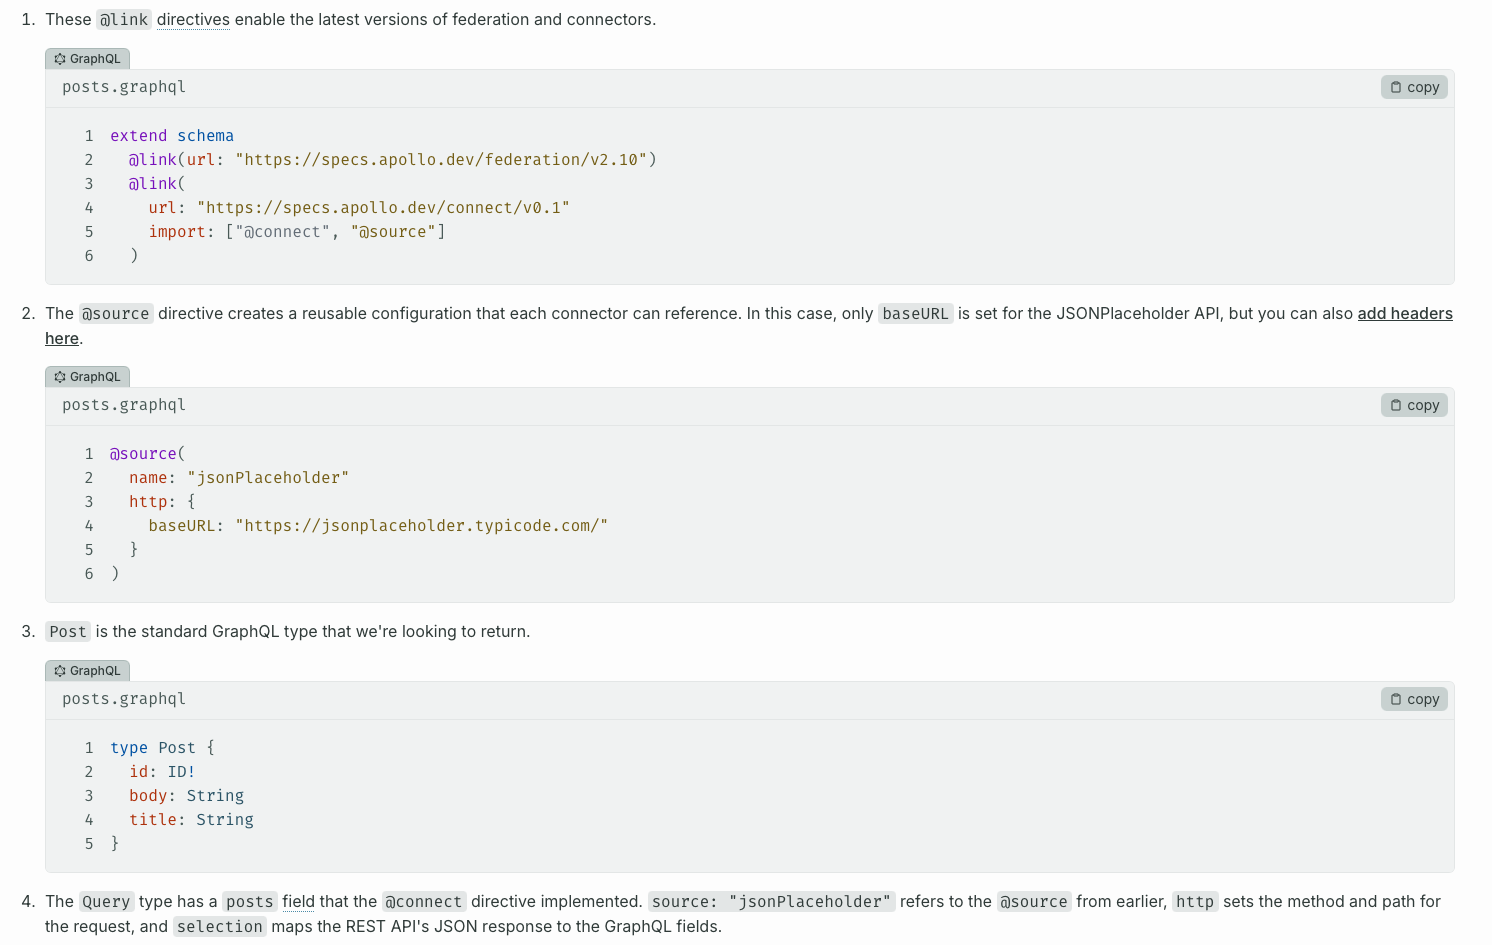 1. These @link directives enable the latest versions of federation and connectors.
GraphQL
posts.graphql
copy
1 extend schema
2   @link(url: "https://specs.apollo.dev/federation/v2.10")
3   @link(
4     url: "https://specs.apollo.dev/connect/v0.1"
5     import: ["@connect", "@source"]
6   )
2. The @source directive creates a reusable configuration that each connector can reference. In this case, only baseURL is set for the JSONPlaceholder API, but you can also add headers
here.
GraphQL
posts.graphql
copy
1 @source(
2   name: "jsonPlaceholder"
3   http: {
4     baseURL: "https://jsonplaceholder.typicode.com/"
5   }
6 )
3. Post is the standard GraphQL type that we're looking to return.
GraphQL
posts.graphql
copy
1 type Post {
2   id: ID!
3   body: String
4   title: String
5 }
4. The Query type has a posts field that the @connect directive implemented. source: "jsonPlaceholder" refers to the @source from earlier, http sets the method and path for
the request, and selection maps the REST API's JSON response to the GraphQL fields.